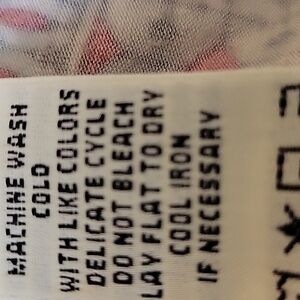 MACHINE WASH
COLD
WITH LIKE COLORS
DELICATE CYCLE
DO NOT BLEACH
LAY FLAT TO DRY
COOL IRON
IF NECESSARY